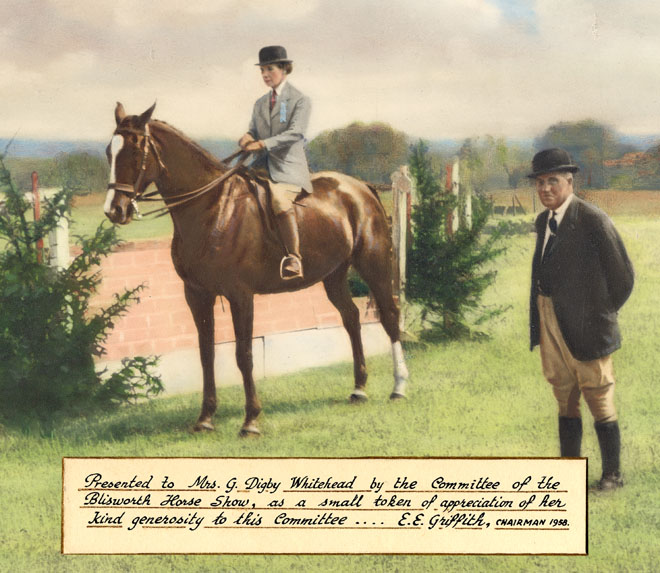 Presented to Mrs. G. Digby Whitehead by the Committee of the
Blisworth Horse Show, as a small token of appreciation of her
kind generosity to this Committee .... E.E. Griffith, CHAIRMAN 1958.